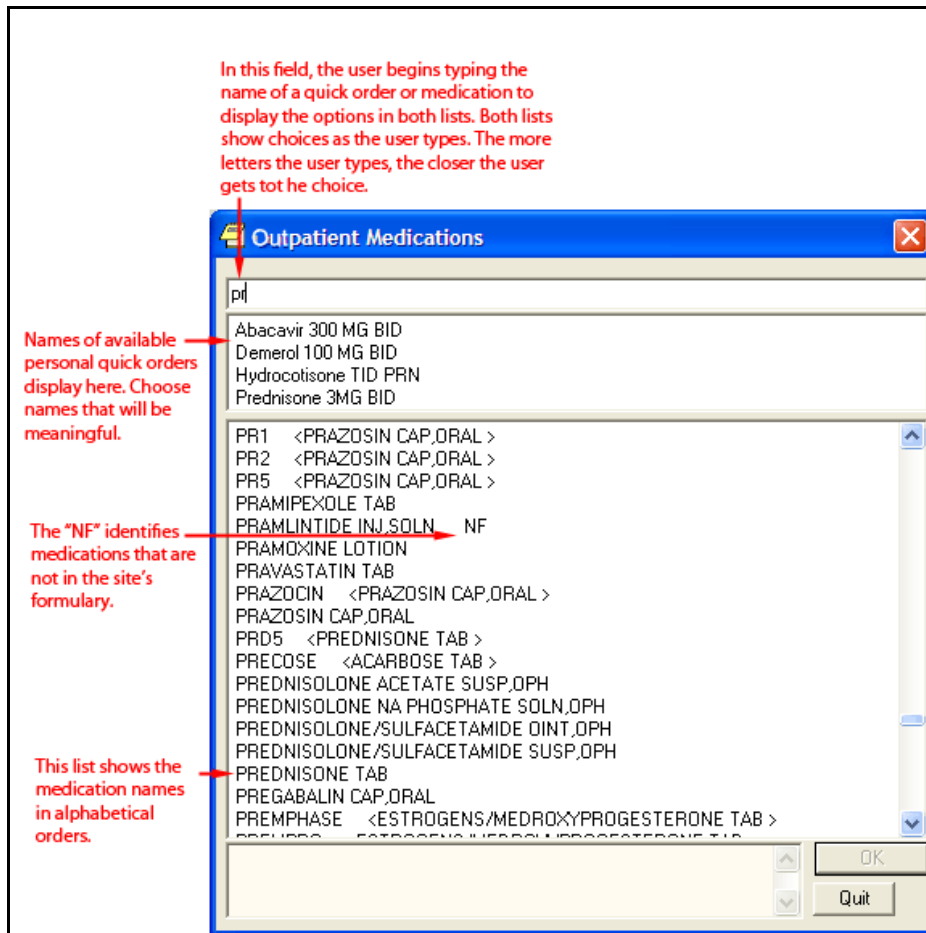 In this field, the user begins typing the
name of a quick order or medication to
display the options in both lists. Both lists
show choices as the user types. The more
letters the user types, the closer the user
gets tot he choice.
Outpatient Medications
pr
Names of available
personal quick orders
display here. Choose
names that will be
meaningful.
Abacavir 300 MG BID
Demerol 100 MG BID
Hydrocotisone TID PRN
Prednisone 3MG BID
PR1 <PRAZOSIN CAP,ORAL >
PR2 <PRAZOSIN CAP,ORAL >
PR5 <PRAZOSIN CAP,ORAL >
PRAMIPEXOLE TAB
PRAMLINTIDE INJ,SOLN NF
PRAMOXINE LOTION
PRAVASTATIN TAB
PRAZOCIN <PRAZOSIN CAP,ORAL >
PRAZOSIN CAP,ORAL
PRD5 <PREDNISONE TAB >
PRECOSE <ACARBOSE TAB >
PREDNISOLONE ACETATE SUSP,OPH
PREDNISOLONE NA PHOSPHATE SOLN,OPH
PREDNISOLONE/SULFACETAMIDE OINT,OPH
PREDNISOLONE/SULFACETAMIDE SUSP,OPH
PREDNISONE TAB
PREGABALIN CAP,ORAL
PREMPHASE <ESTROGENS/MEDROXYPROGESTERONE TAB >
The "NF" identifies
medications that are
not in the site's
formulary.
This list shows the
medication names
in alphabetical
orders.
OK
Quit